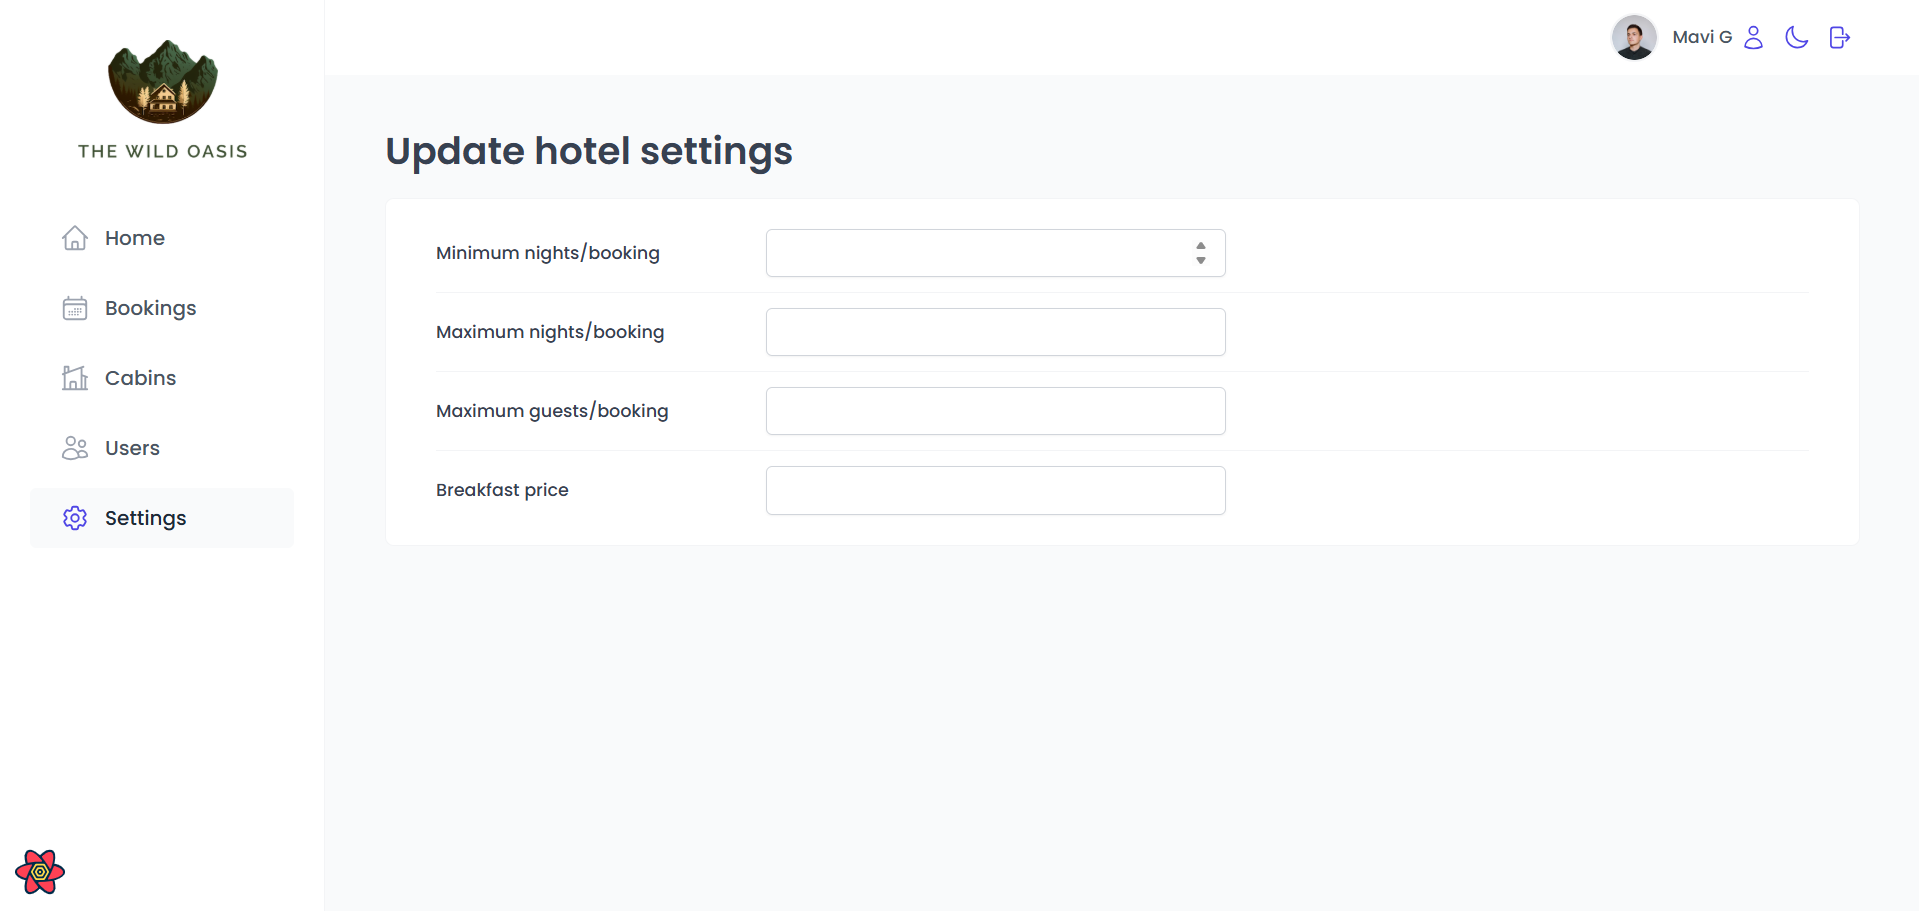 THE WILD OASIS
Home
Bookings
Cabins
Users
Settings
Mavi G
Update hotel settings
Minimum nights/booking
Maximum nights/booking
Maximum guests/booking
Breakfast price